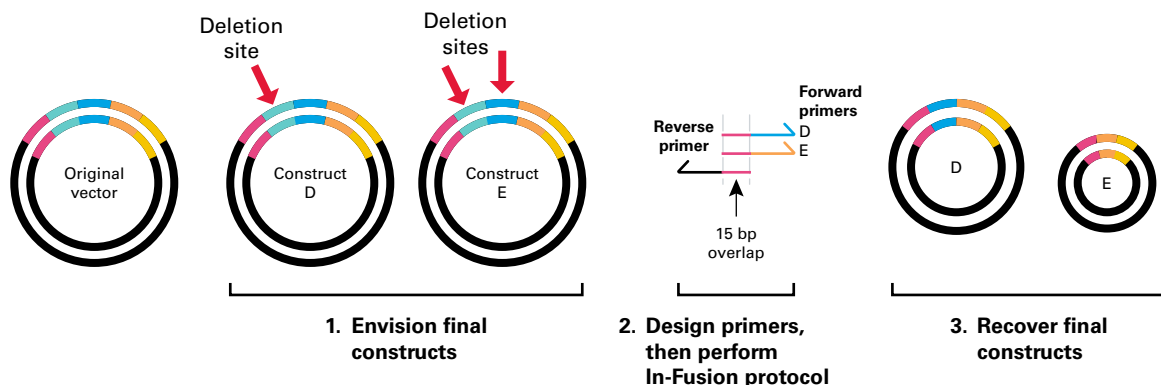 Deletion
site
Deletion
sites
Original
vector
Construct
D
Construct
E
Reverse
primer
Forward
primers
D
E
15 bp
overlap
D
E
1. Envision final
constructs
2. Design primers,
then perform
In-Fusion protocol
3. Recover final
constructs